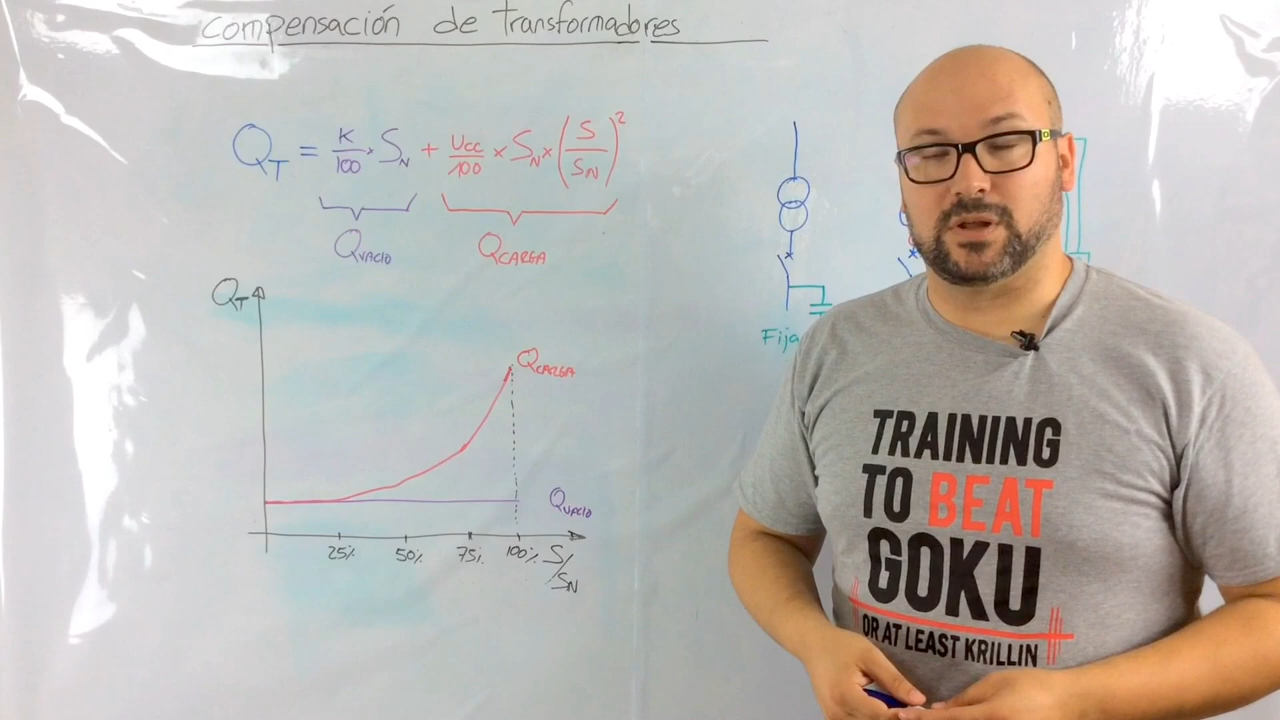 Compensación de transformadores
Q_T = K/100 · S_N + Ucc/100 × S_N × (S/S_N)²
Q_VACIO
Q_CARGA
Q_T
Q_CARGA
Q_VACIO
25% 50% 75% 100% S/S_N
Fija
TRAINING
TO BEAT
GOKU
OR AT LEAST KRILLIN